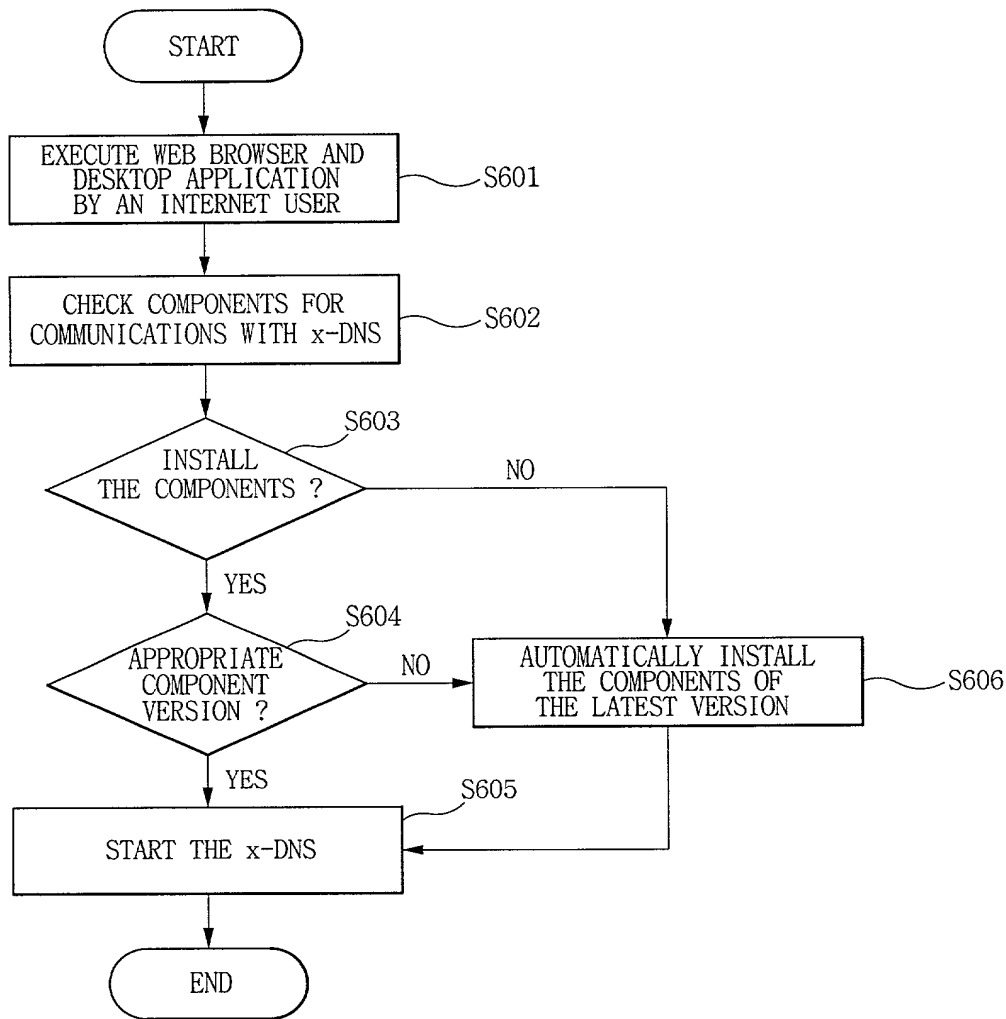 START
EXECUTE WEB BROWSER AND
DESKTOP APPLICATION
BY AN INTERNET USER
S601
CHECK COMPONENTS FOR
COMMUNICATIONS WITH x-DNS
S602
S603
INSTALL
THE COMPONENTS ?
NO
YES
S604
APPROPRIATE
COMPONENT
VERSION ?
NO
AUTOMATICALLY INSTALL
THE COMPONENTS OF
THE LATEST VERSION
S606
YES
S605
START THE x-DNS
END